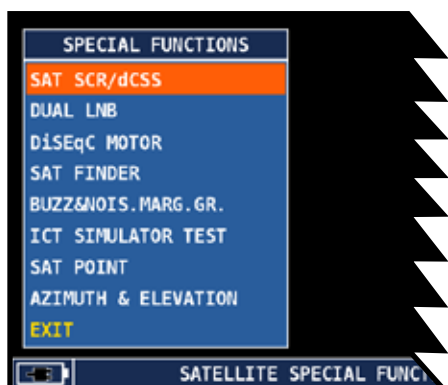 SPECIAL FUNCTIONS
SAT SCR/dCSS
DUAL LNB
DiSEqC MOTOR
SAT FINDER
BUZZ&NOIS.MARG.GR.
ICT SIMULATOR TEST
SAT POINT
AZIMUTH & ELEVATION
EXIT
SATELLITE SPECIAL FUNCT